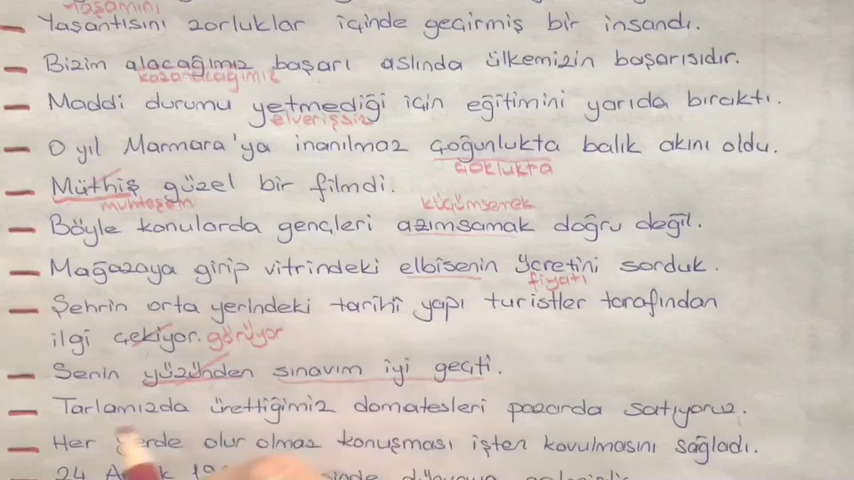 Yaşamını
Yaşantısını zorluklar içinde geçirmiş bir insandı.
Bizim alacağımız başarı aslında ülkemizin başarısıdır.
kazanacağımız
Maddi durumu yetmediği için eğitimini yarıda bıraktı.
elverişsiz
O yıl Marmara'ya inanılmaz çoğunlukta balık akını oldu.
çoklukta
Müthiş güzel bir filmdi.
muhteşem
küçümsemek
Böyle konularda gençleri azımsamak doğru değil.
Mağazaya girip vitrindeki elbisenin ücretini sorduk.
fiyatı
Şehrin orta yerindeki tarihî yapı turistler tarafından
ilgi çekiyor. görüyor
Senin yüzünden sınavım iyi geçti.
Tarlamızda ürettiğimiz domatesleri pazarda satıyoruz.
Her yerde olur olmaz konuşması işten kovulmasını sağladı.
24